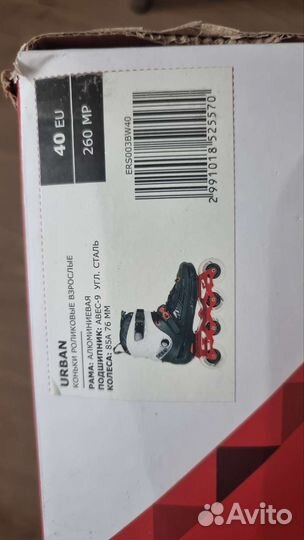 40 EU
260 MP
ERS003BW40
2991018525570
URBAN
КОНЬКИ РОЛИКОВЫЕ ВЗРОСЛЫЕ
РАМА: АЛЮМИНИЕВАЯ
ПОДШИПНИК: ABEC-9 УГЛ. СТАЛЬ
КОЛЕСА: 85A 76 ММ
Avito